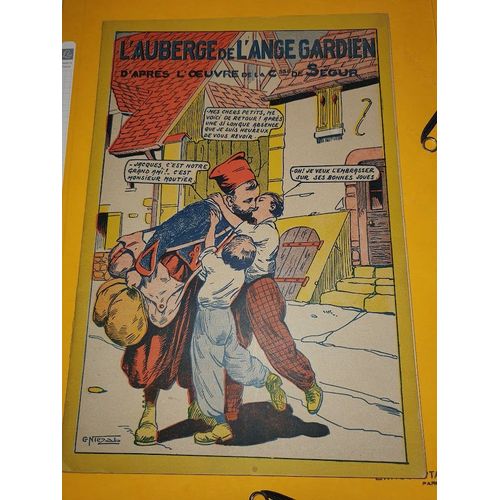 L'AUBERGE DE L'ANGE GARDIEN
D'APRÈS L'ŒUVRE DE LA Csse DE SEGUR
- MES CHERS PETITS, ME
VOICI DE RETOUR! APRÈS
UNE SI LONGUE ABSENCE
QUE JE SUIS HEUREUX
DE VOUS REVOIR
- JACQUES, C'EST NOTRE
GRAND AMI!.. C'EST
MONSIEUR MOUTIER
- OH! JE VEUX L'EMBRASSER
SUR SES BONNES JOUES